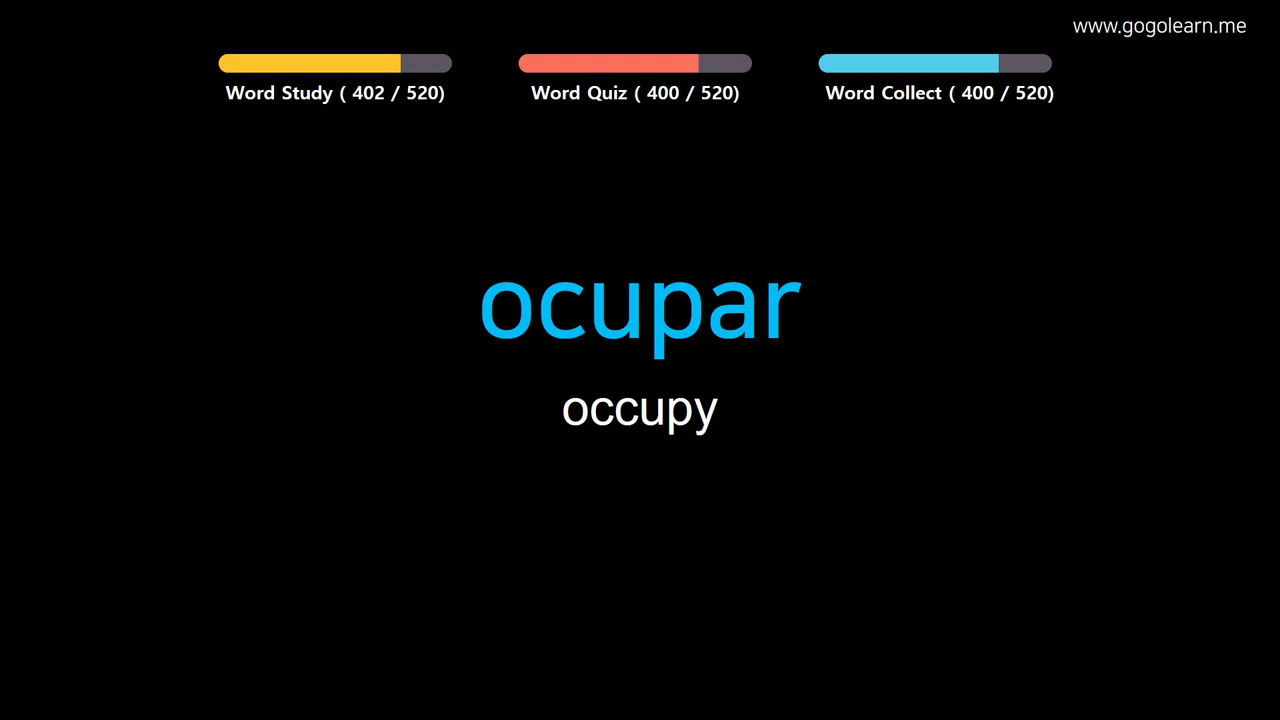 www.gogolearn.me
Word Study ( 402 / 520)
Word Quiz ( 400 / 520)
Word Collect ( 400 / 520)
ocupar
occupy